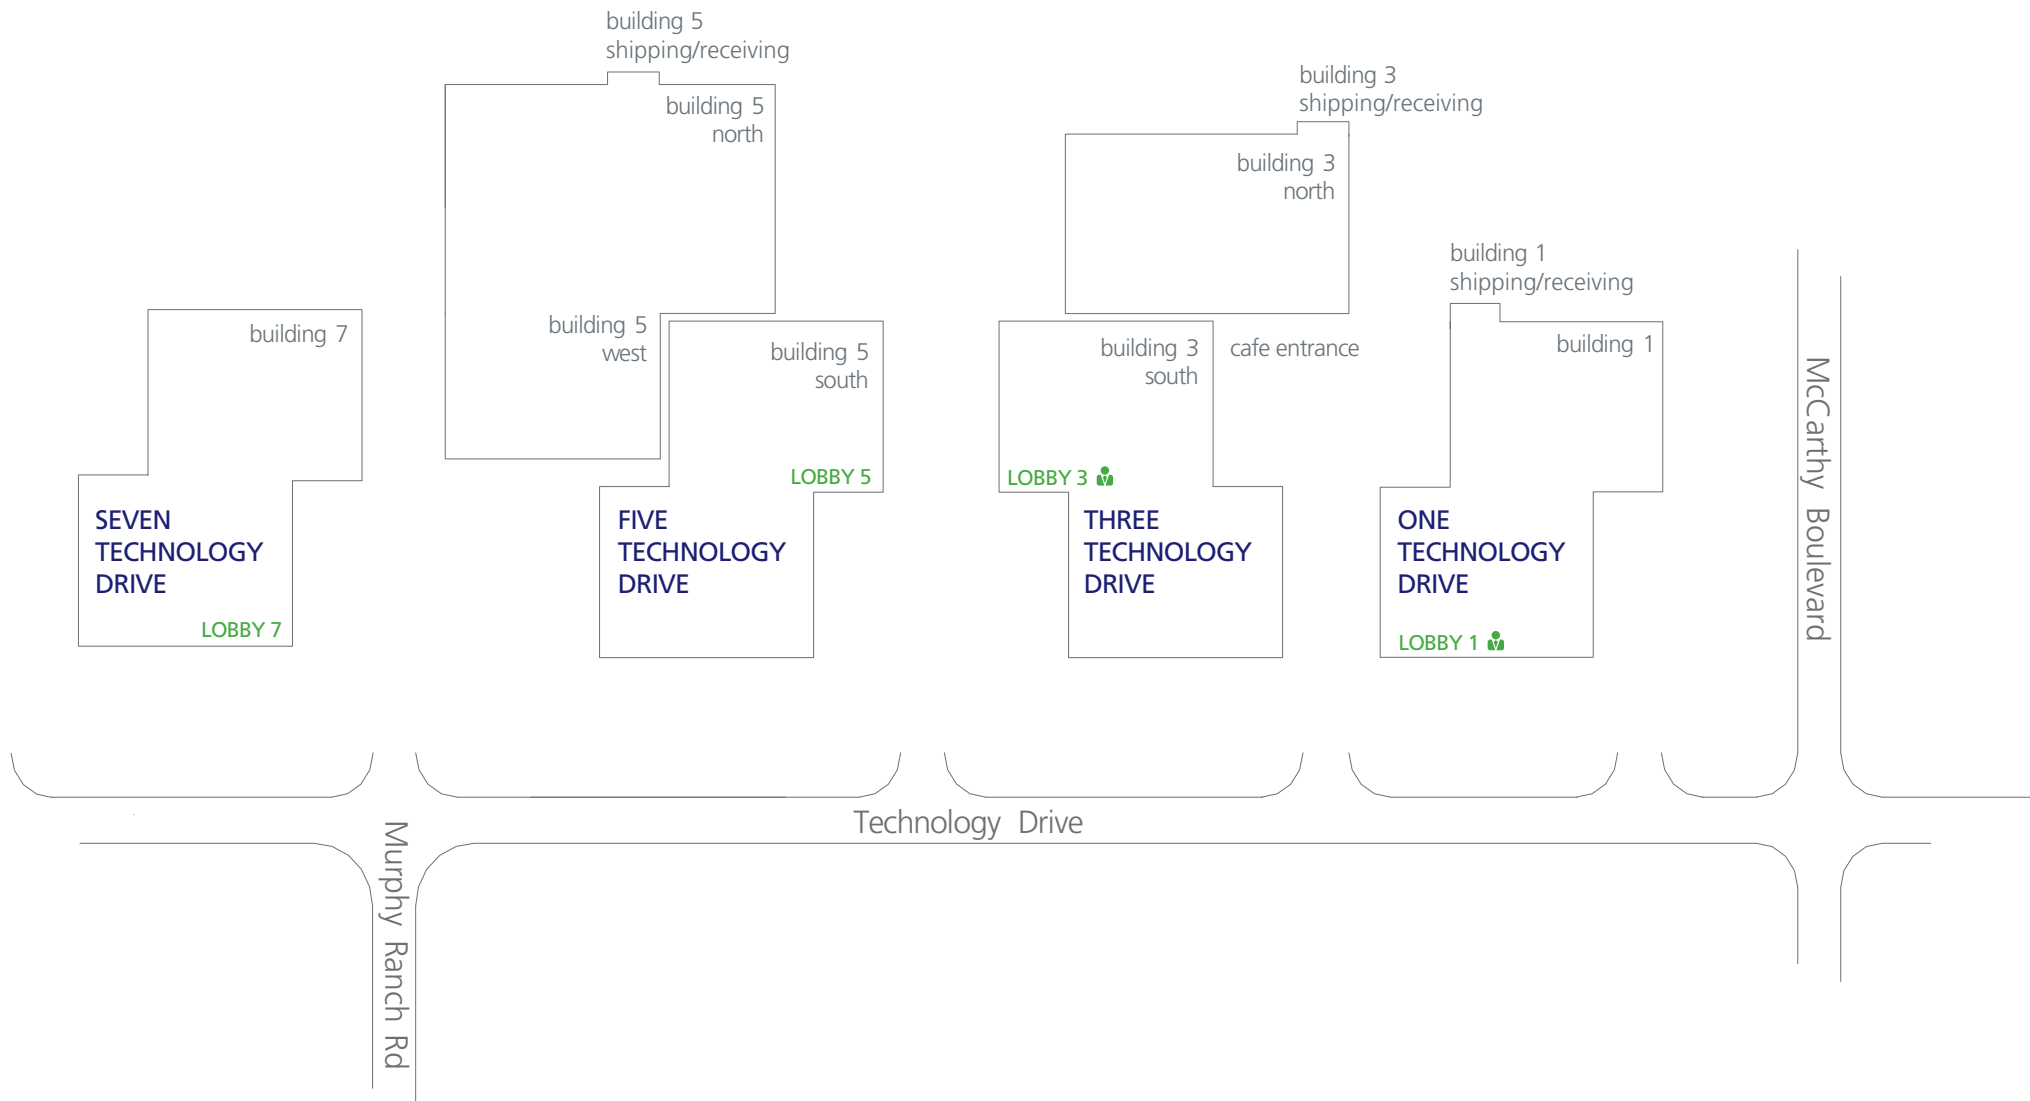 building 5
shipping/receiving
building 5
north
building 3
shipping/receiving
building 3
north
building 1
shipping/receiving
building 7
building 5
west
building 5
south
building 3
south
cafe entrance
building 1
LOBBY 5
LOBBY 3
SEVEN
TECHNOLOGY
DRIVE
LOBBY 7
FIVE
TECHNOLOGY
DRIVE
THREE
TECHNOLOGY
DRIVE
ONE
TECHNOLOGY
DRIVE
LOBBY 1
McCarthy Boulevard
Technology Drive
Murphy Ranch Rd